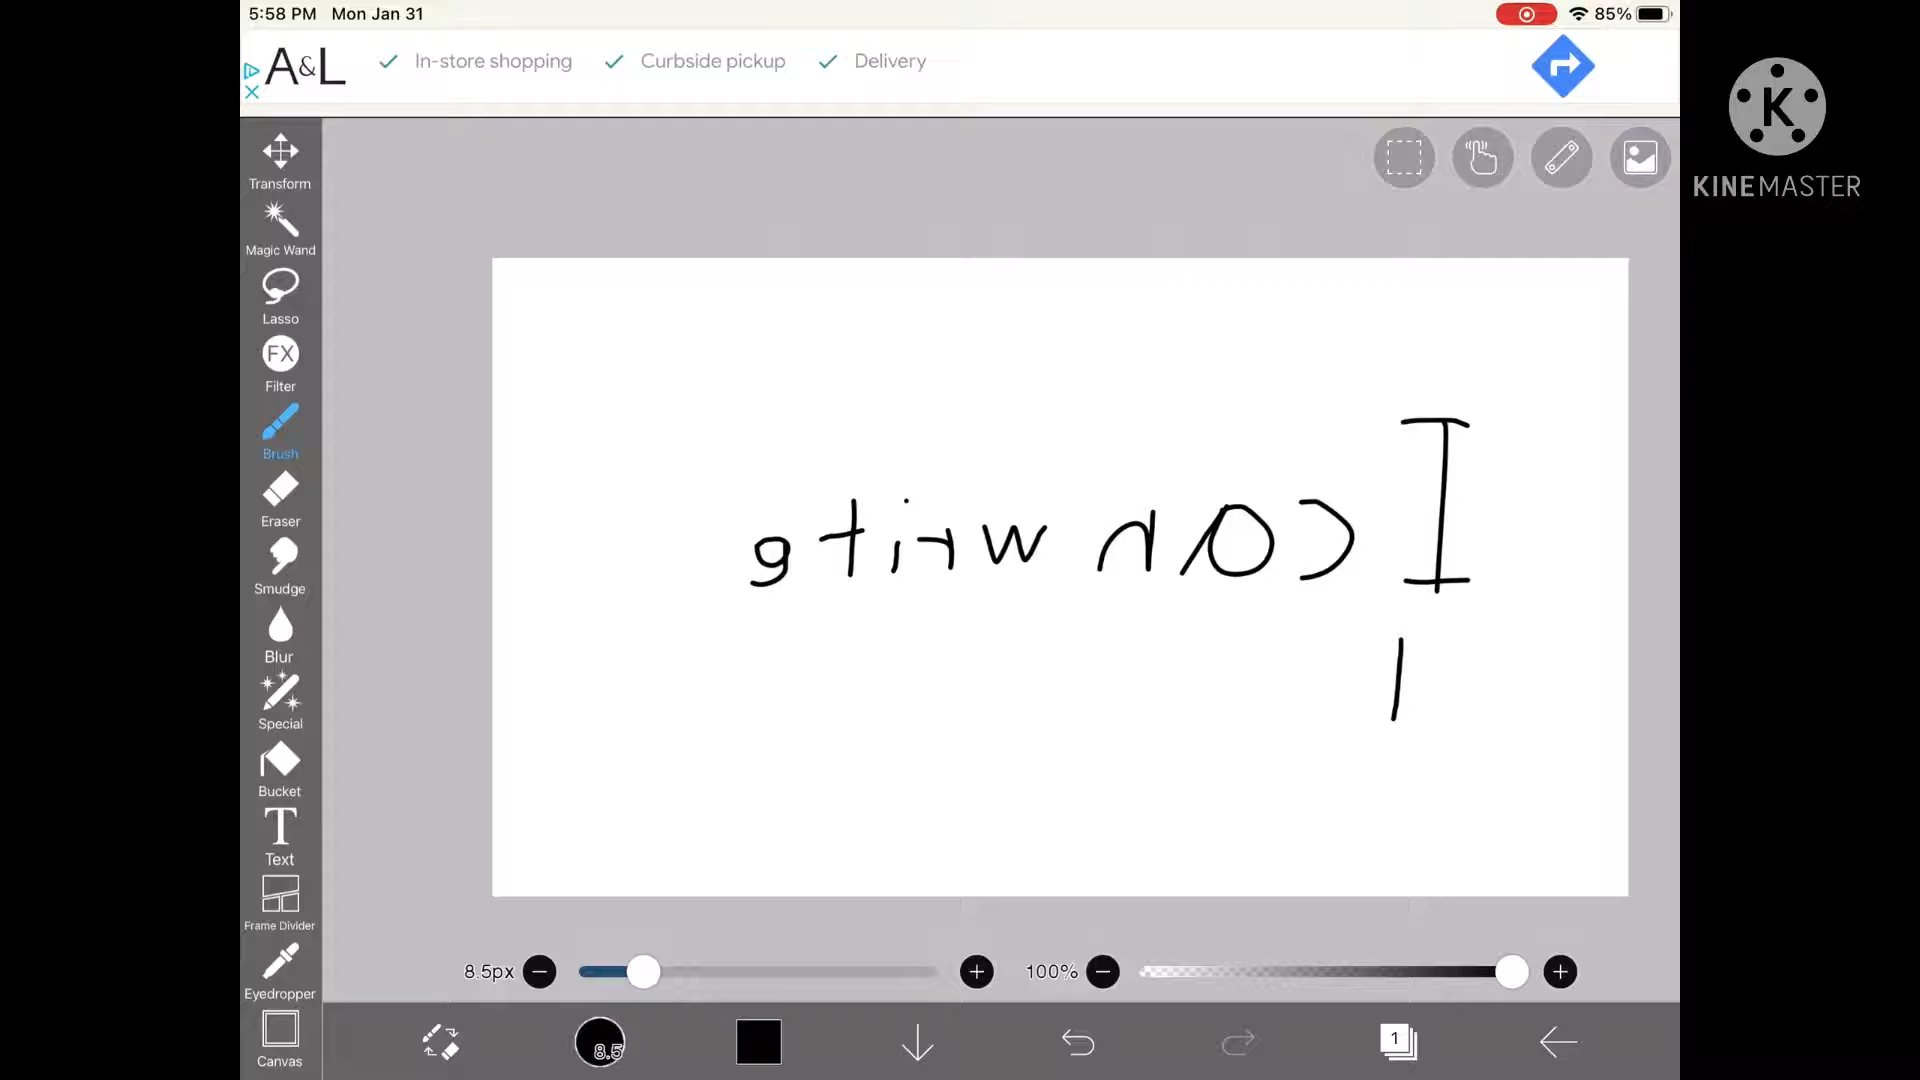 5:58 PM Mon Jan 31
85%
A&L
In-store shopping Curbside pickup Delivery
K
KINEMASTER
Transform
Magic Wand
Lasso
FX
Filter
Brush
Eraser
Smudge
Blur
Special
Bucket
T
Text
Frame Divider
Eyedropper
Canvas
I can write
l
8.5px
100%
8.5
1